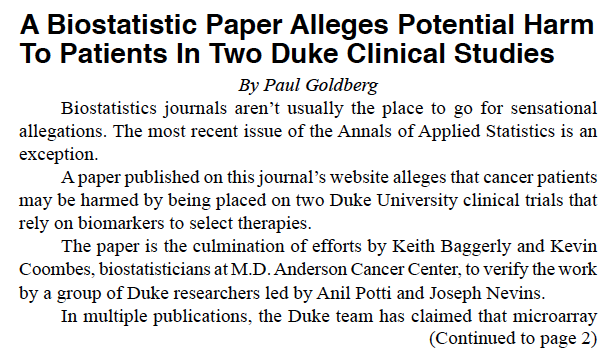 A Biostatistic Paper Alleges Potential Harm
To Patients In Two Duke Clinical Studies
By Paul Goldberg
Biostatistics journals aren’t usually the place to go for sensational
allegations. The most recent issue of the Annals of Applied Statistics is an
exception.
A paper published on this journal’s website alleges that cancer patients
may be harmed by being placed on two Duke University clinical trials that
rely on biomarkers to select therapies.
The paper is the culmination of efforts by Keith Baggerly and Kevin
Coombes, biostatisticians at M.D. Anderson Cancer Center, to verify the work
by a group of Duke researchers led by Anil Potti and Joseph Nevins.
In multiple publications, the Duke team has claimed that microarray
(Continued to page 2)